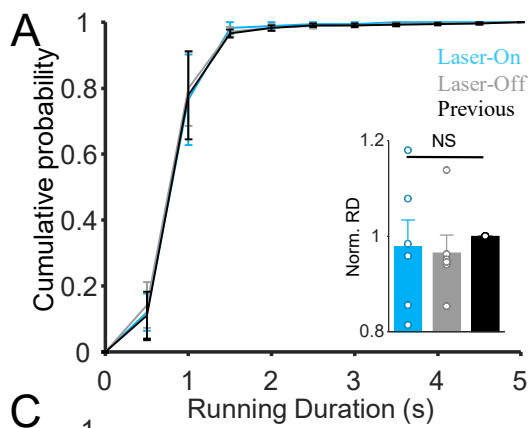 A
Cumulative probability
1
0.8
0.6
0.4
0.2
0
0
1
2
3
4
5
Running Duration (s)
Laser-On
Laser-Off
Previous
NS
Norm. RD
1.2
1
0.8
C
1